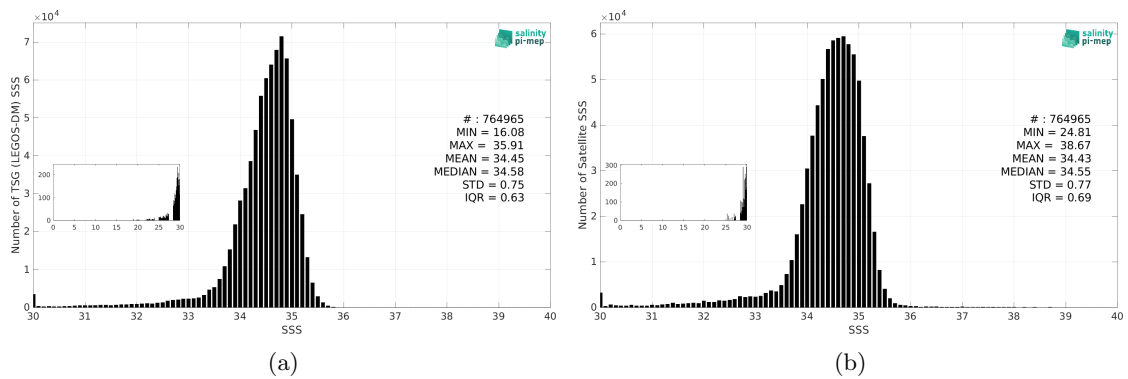 ×10⁴
7
6
5
4
3
2
1
0
Number of TSG (LEGOS-DM) SSS
salinity
pi-mep
# : 764965
MIN = 16.08
MAX = 35.91
MEAN = 34.45
MEDIAN = 34.58
STD = 0.75
IQR = 0.63
200
100
0
0 5 10 15 20 25 30
30 31 32 33 34 35 36 37 38 39 40
SSS
(a)
×10⁴
6
5
4
3
2
1
0
Number of Satellite SSS
salinity
pi-mep
# : 764965
MIN = 24.81
MAX = 38.67
MEAN = 34.43
MEDIAN = 34.55
STD = 0.77
IQR = 0.69
300
200
100
0
0 5 10 15 20 25 30
30 31 32 33 34 35 36 37 38 39 40
SSS
(b)